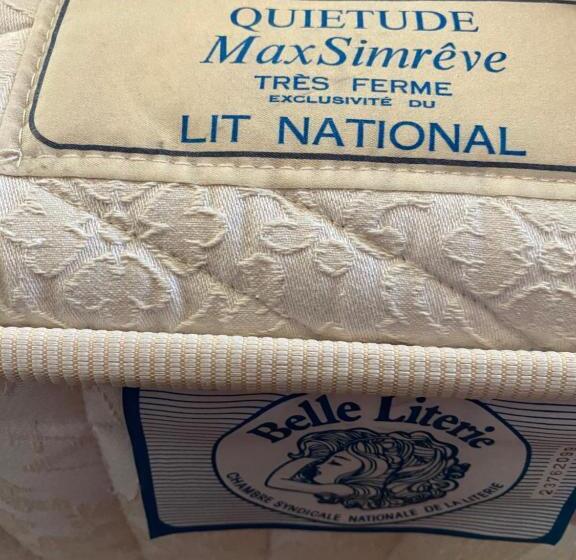 QUIETUDE
MaxSimrêve
TRÈS FERME
EXCLUSIVITÉ DU
LIT NATIONAL
Belle Literie
CHAMBRE SYNDICALE NATIONALE DE LA LITERIE